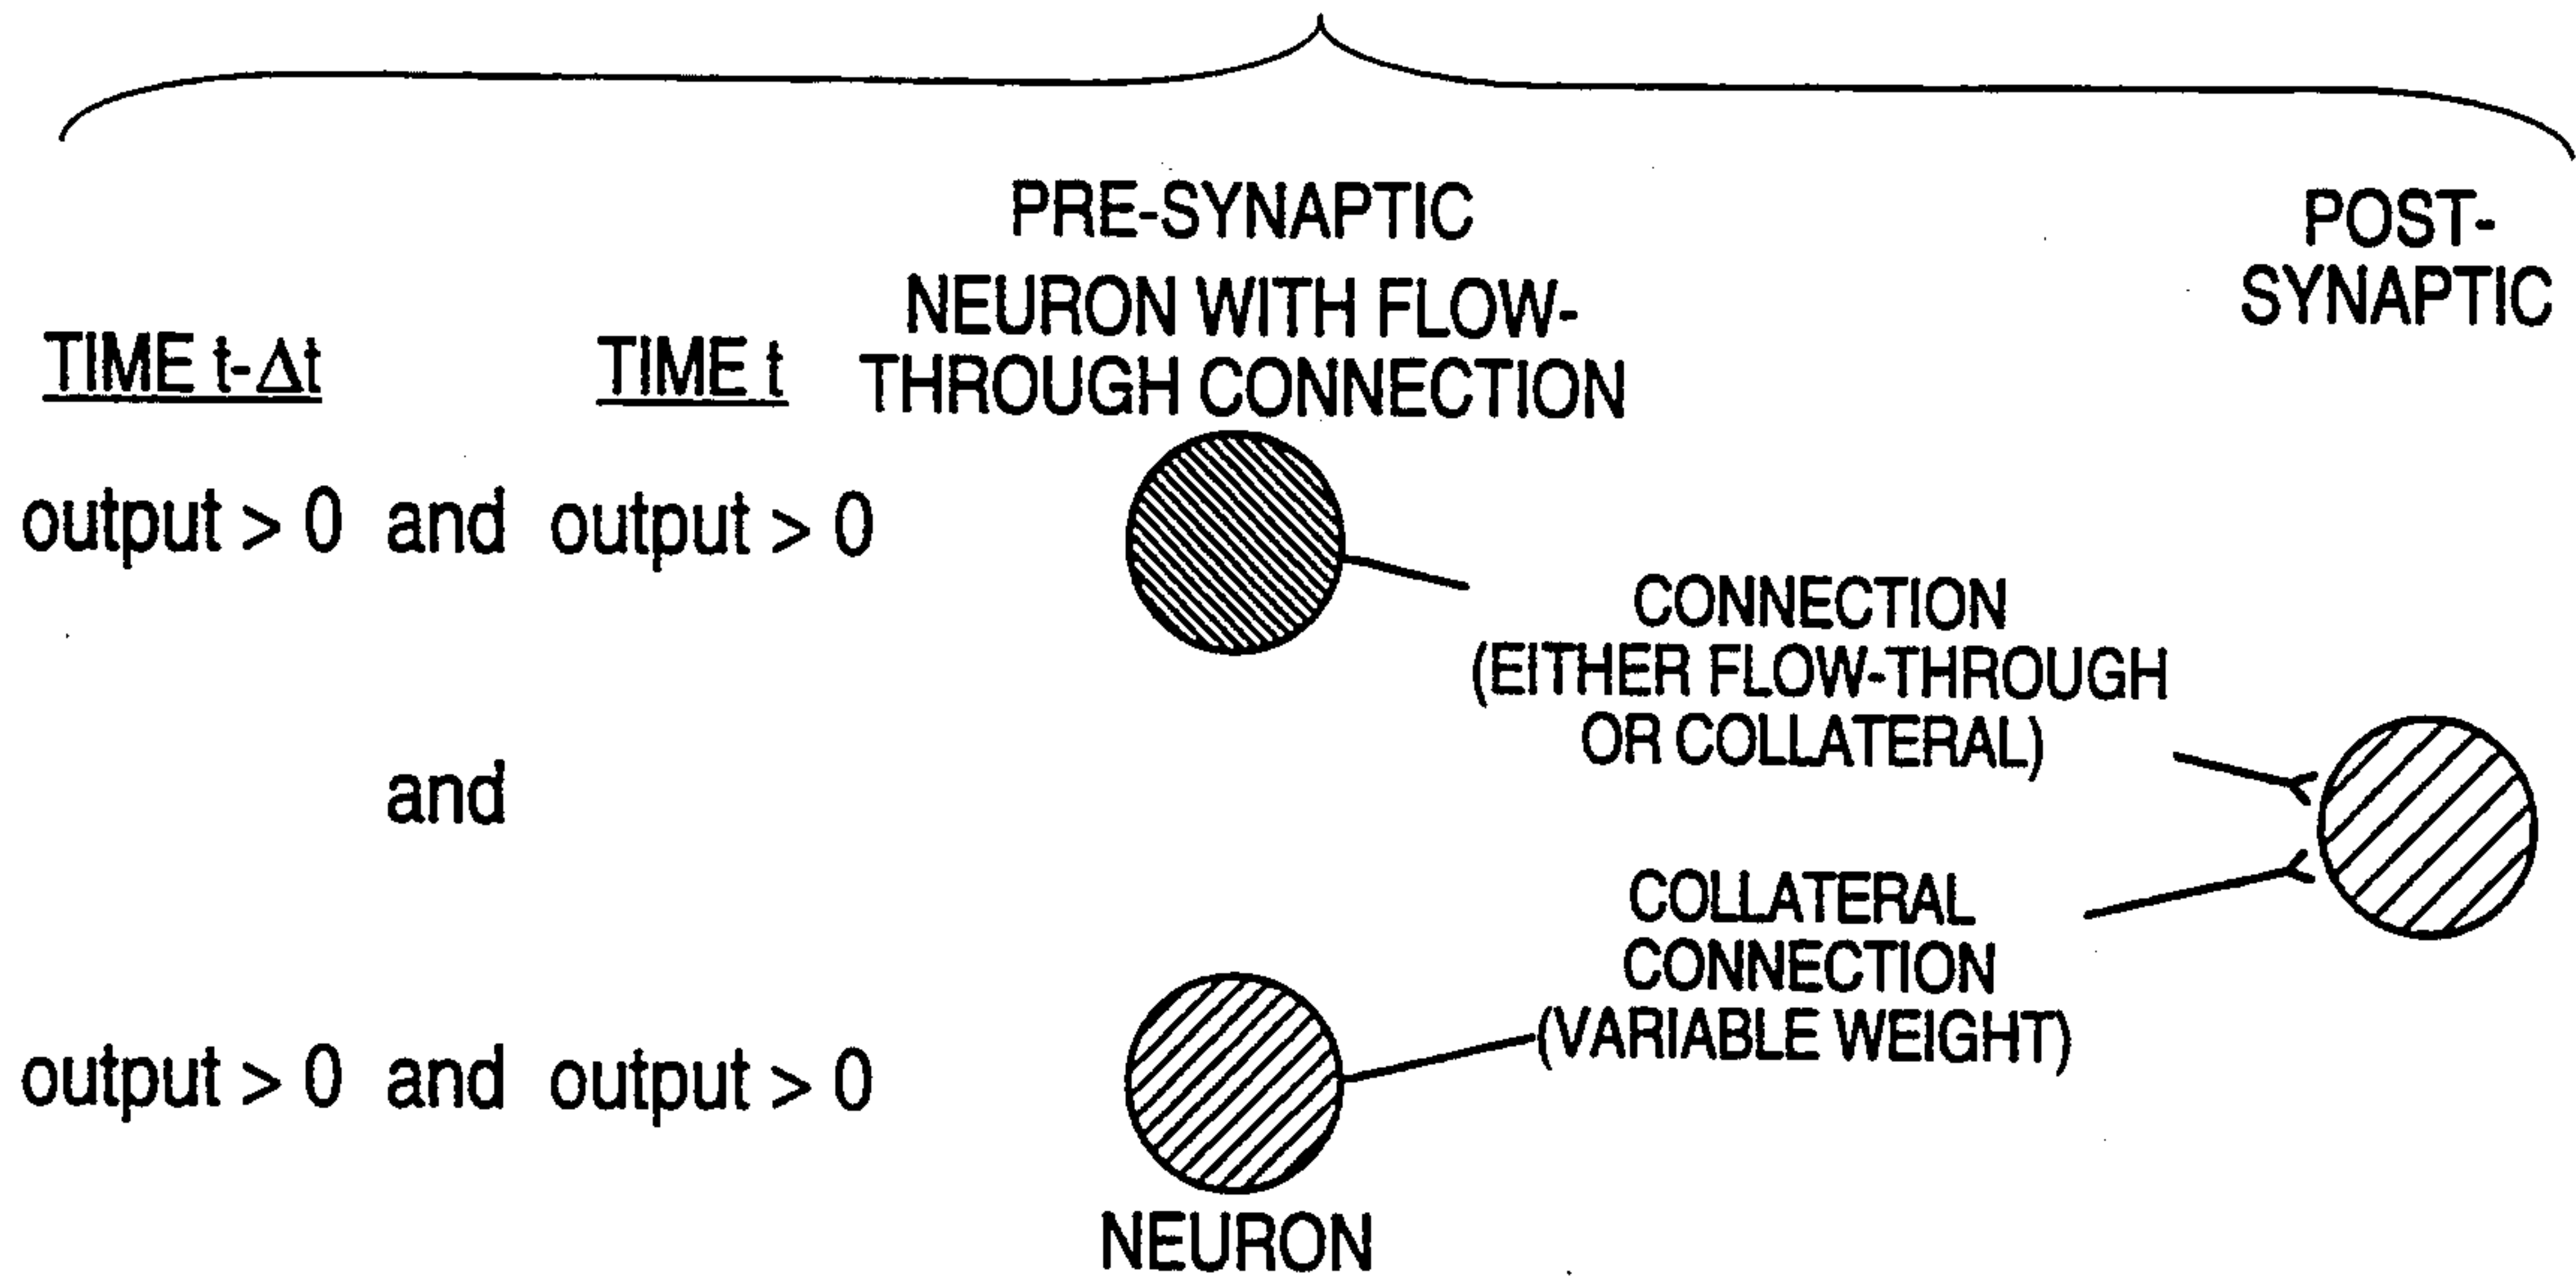 PRE-SYNAPTIC
NEURON WITH FLOW-
THROUGH CONNECTION
POST-
SYNAPTIC
TIME t-Δt
TIME t
output > 0 and output > 0
CONNECTION
(EITHER FLOW-THROUGH
OR COLLATERAL)
and
COLLATERAL
CONNECTION
(VARIABLE WEIGHT)
output > 0 and output > 0
NEURON